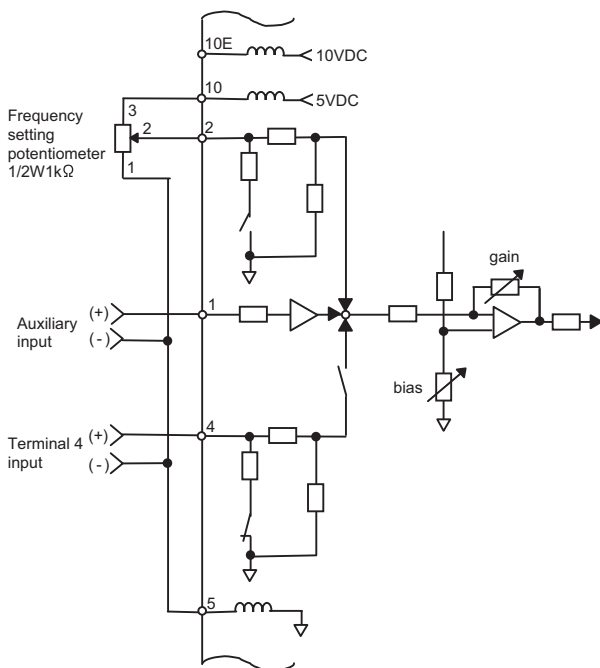 10E
10VDC
10
5VDC
3
Frequency
setting
potentiometer
1/2W1kΩ
2
2
1
gain
(+)
1
Auxiliary
input
(-)
bias
Terminal 4
input
(+)
4
(-)
5